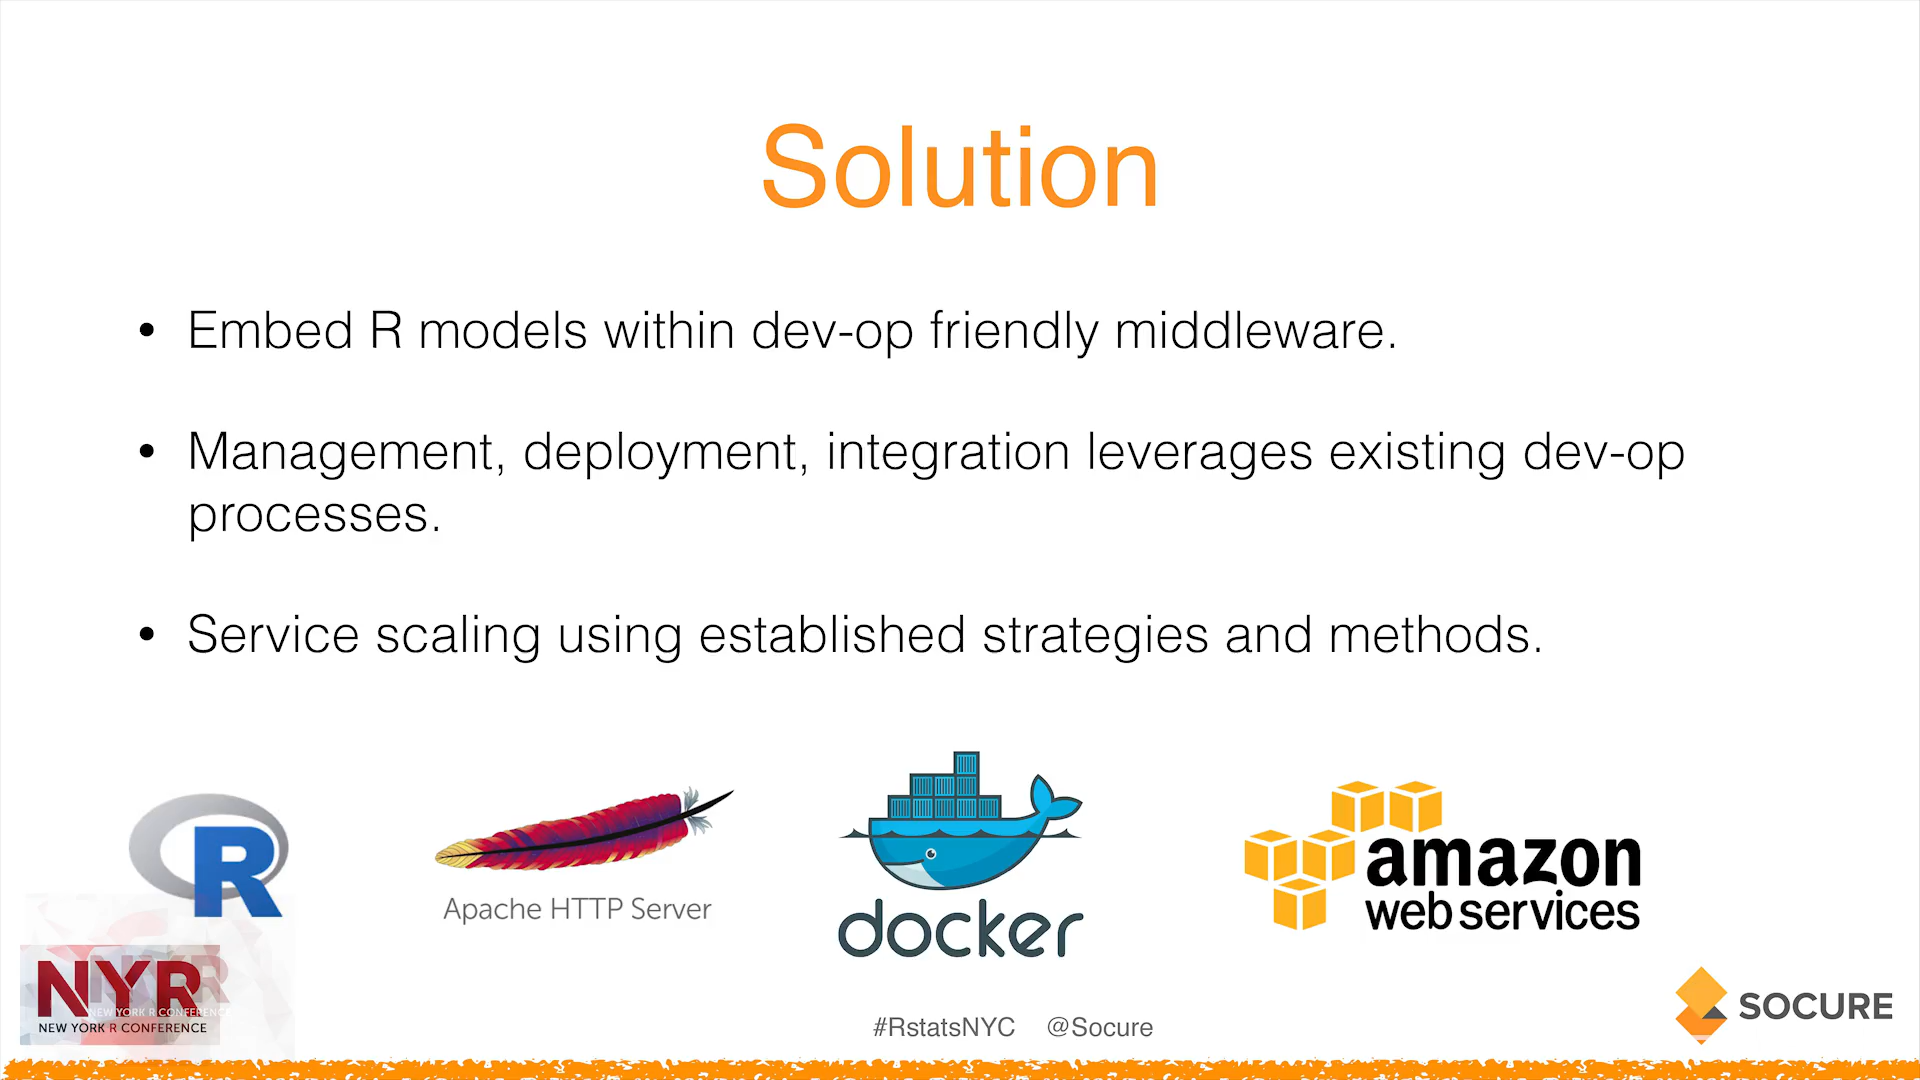 Solution
• Embed R models within dev-op friendly middleware.
• Management, deployment, integration leverages existing dev-op
processes.
• Service scaling using established strategies and methods.
R
Apache HTTP Server
docker
amazon
web services
NYR
NEW YORK R CONFERENCE
#RstatsNYC @Socure
SOCURE